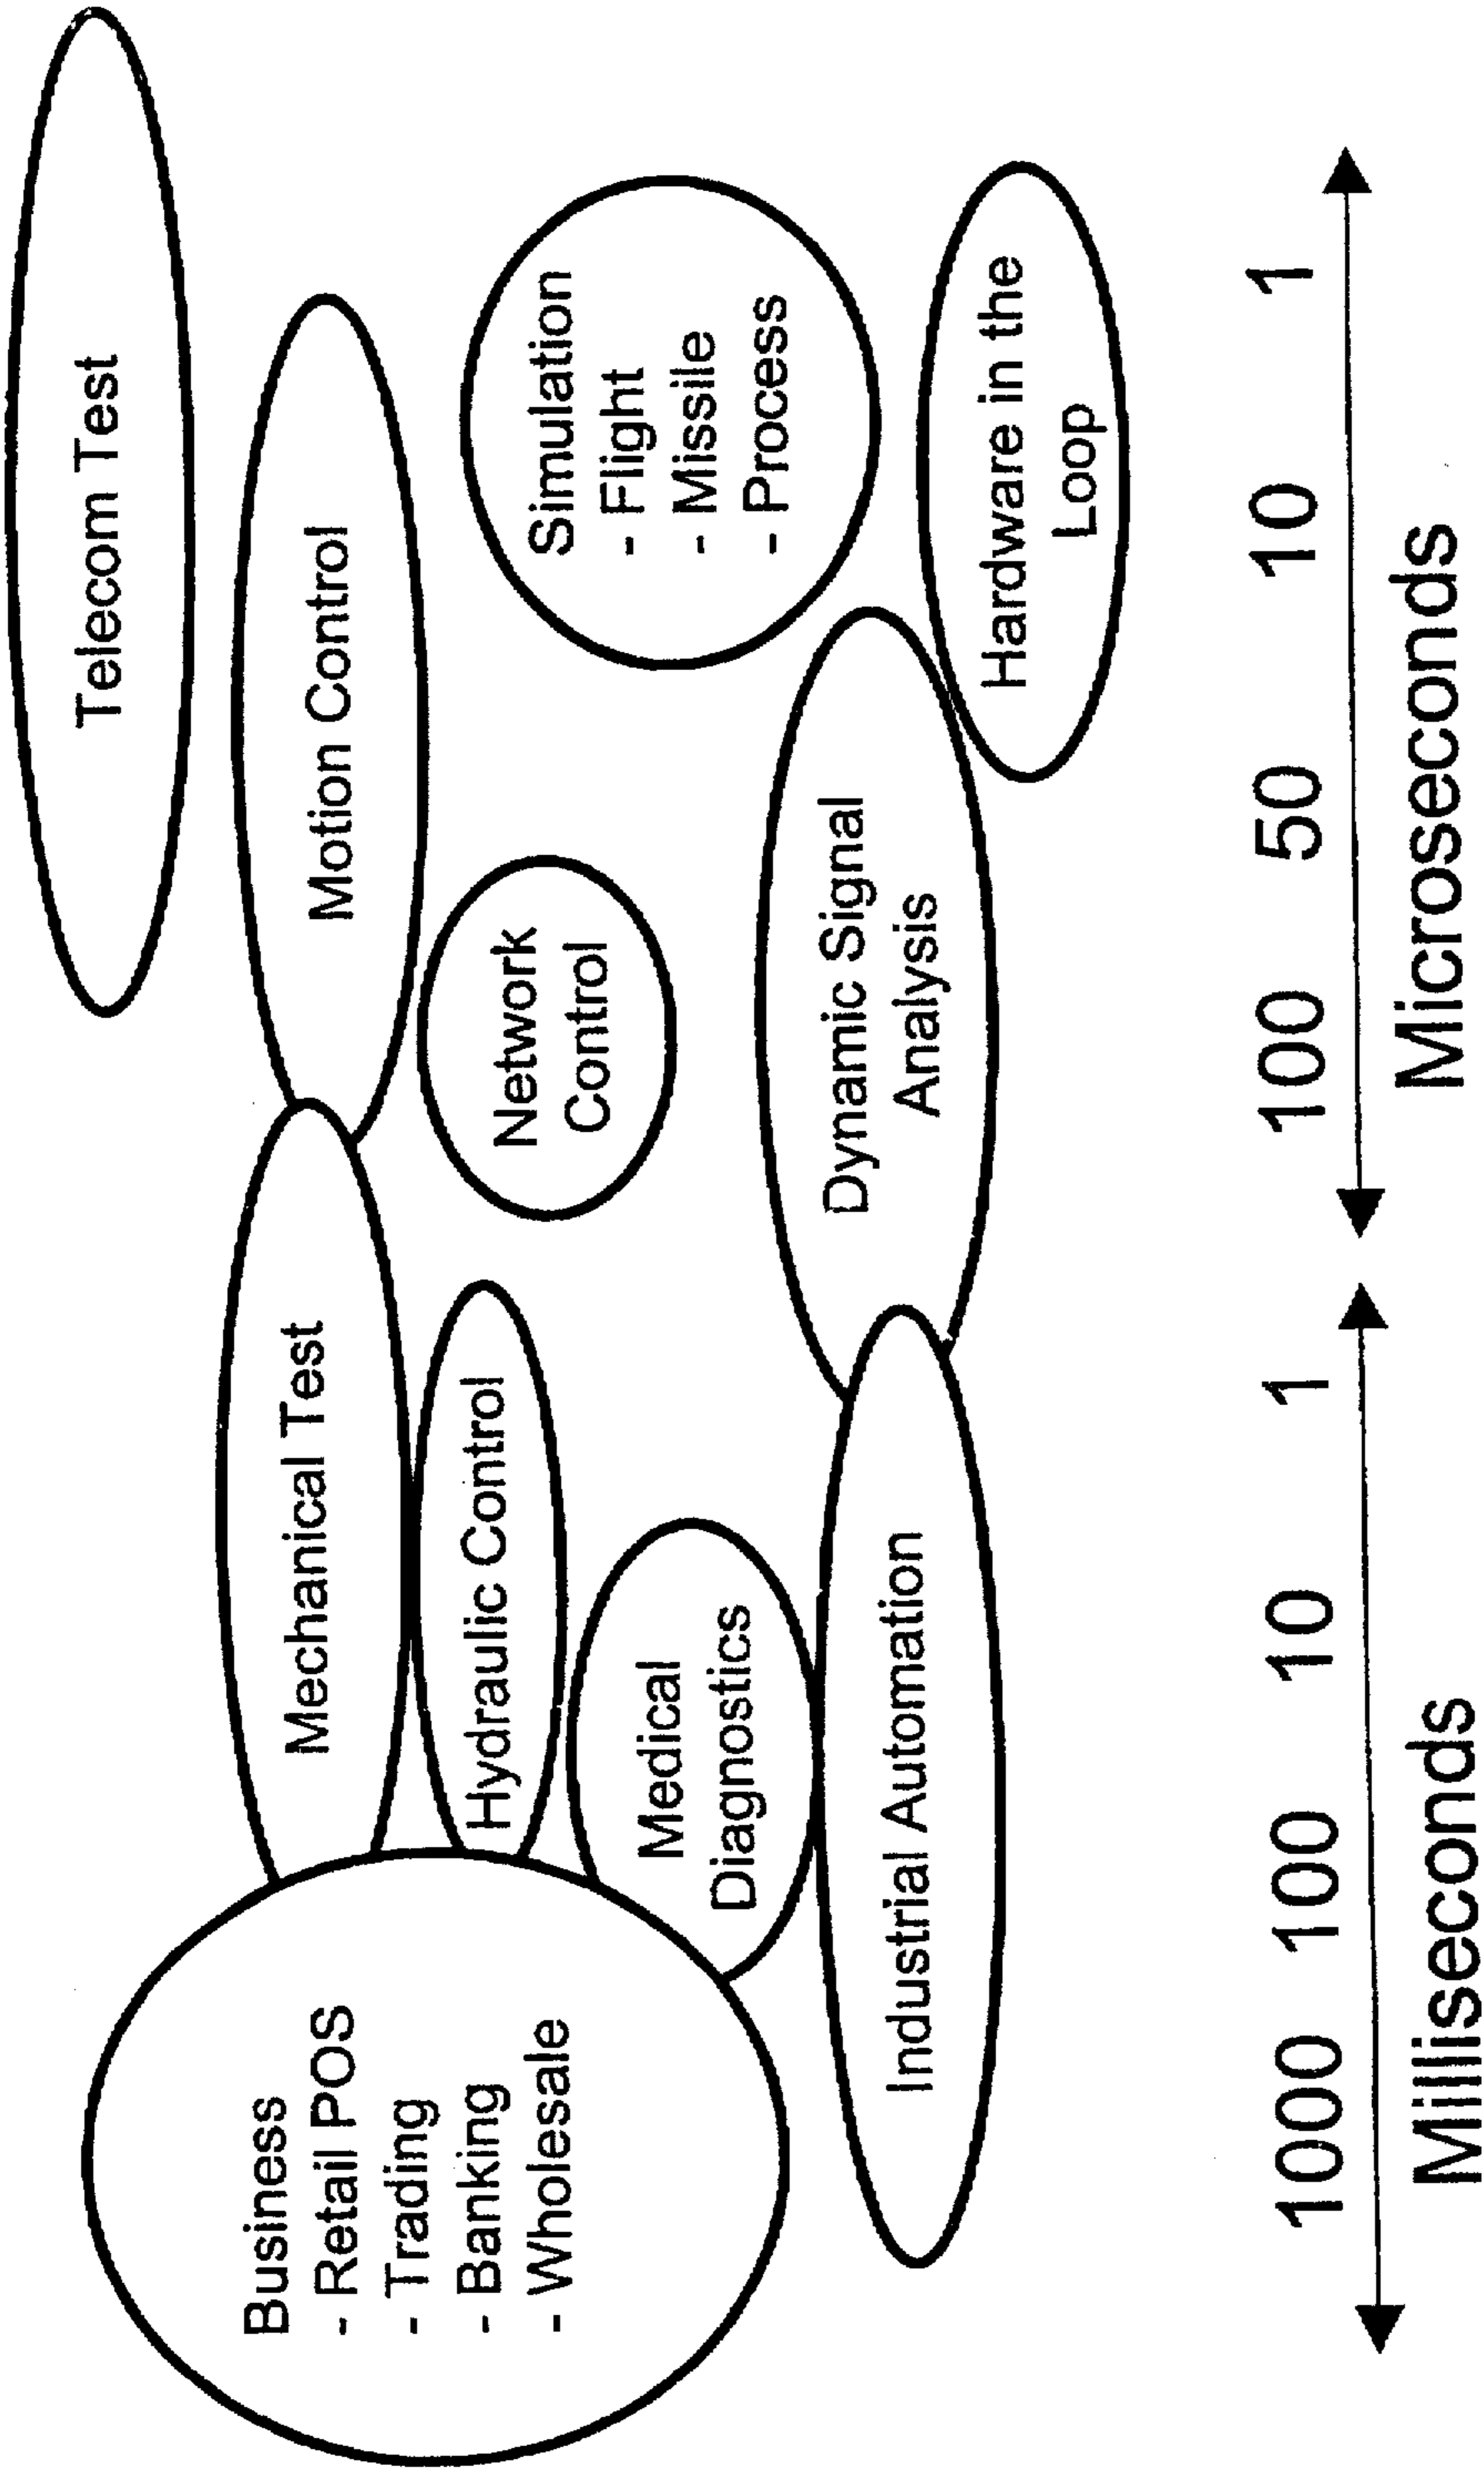 Telecom Test
Motion Control
Mechanical Test
Business
- Retail POS
- Trading
- Banking
- Wholesale
Hydraulic Control
Network
Control
Simulation
- Flight
- Missile
- Process
Medical
Diagnostics
Dynamic Signal
Analysis
Industrial Automation
Hardware in the
Loop
1000 100 10 1
100 50 10 1
Milliseconds
Microseconds